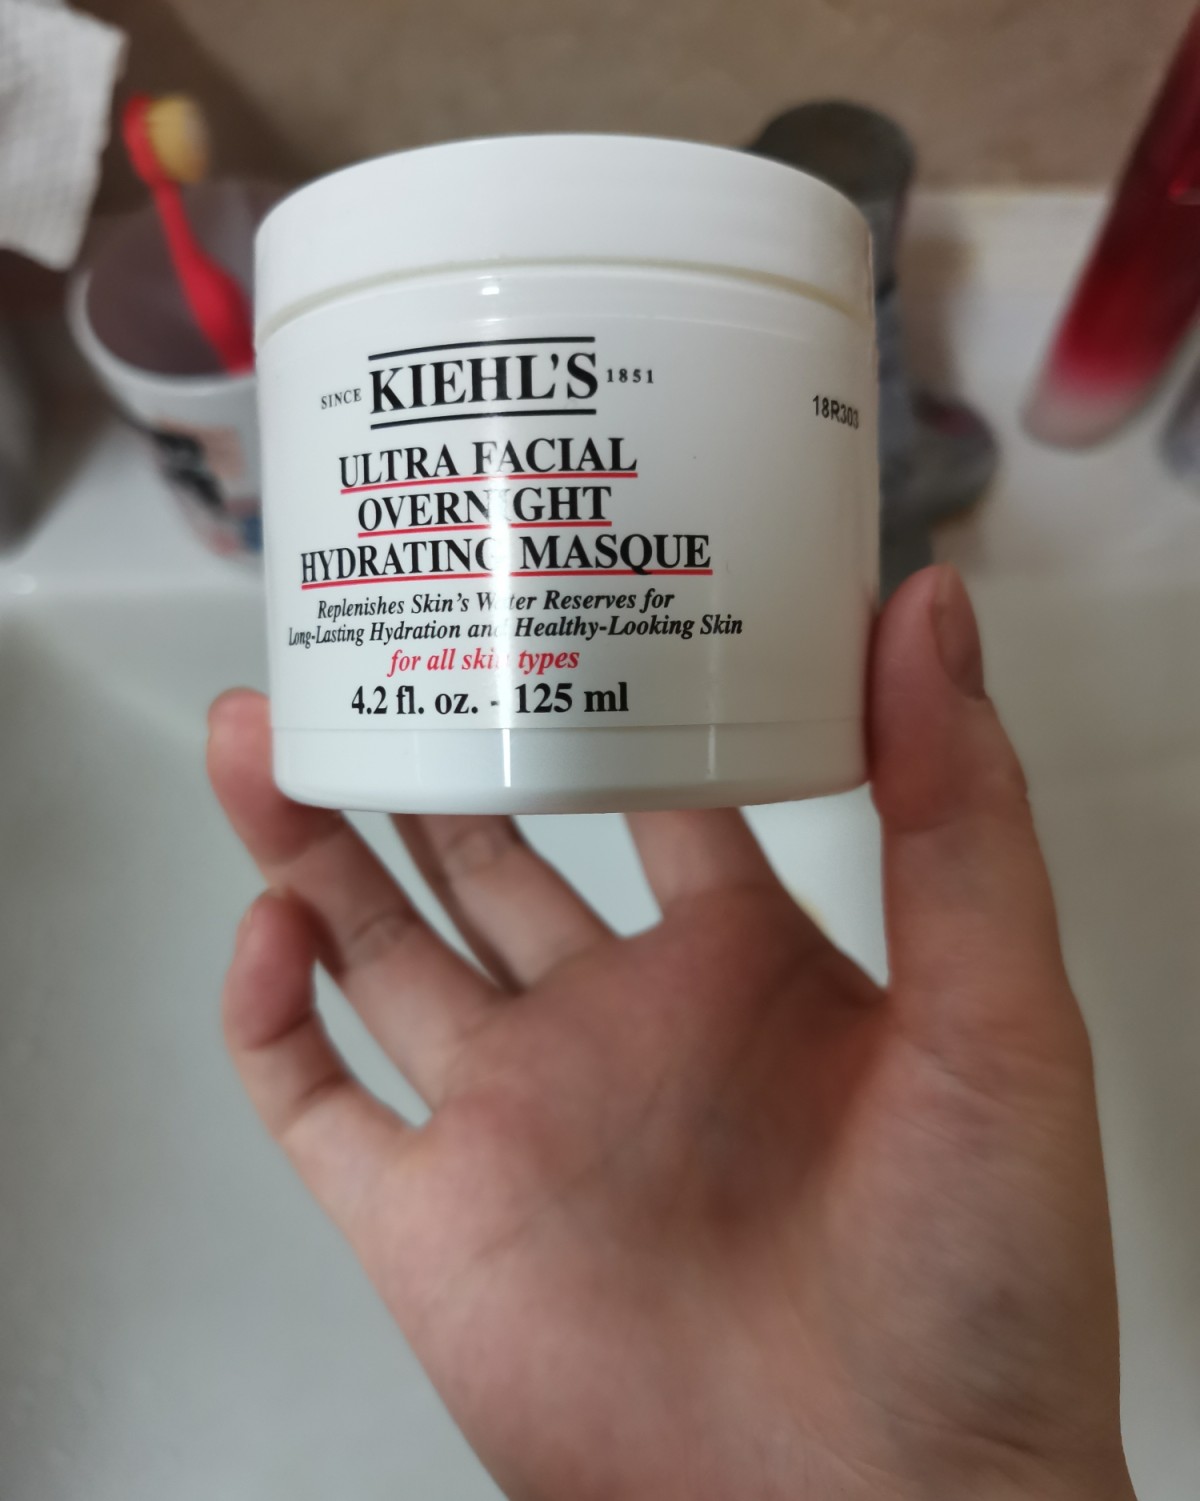 SINCE KIEHL'S 1851
18R303
ULTRA FACIAL
OVERNIGHT
HYDRATING MASQUE
Replenishes Skin's Water Reserves for
Long-Lasting Hydration and Healthy-Looking Skin
for all skin types
4.2 fl. oz. - 125 ml